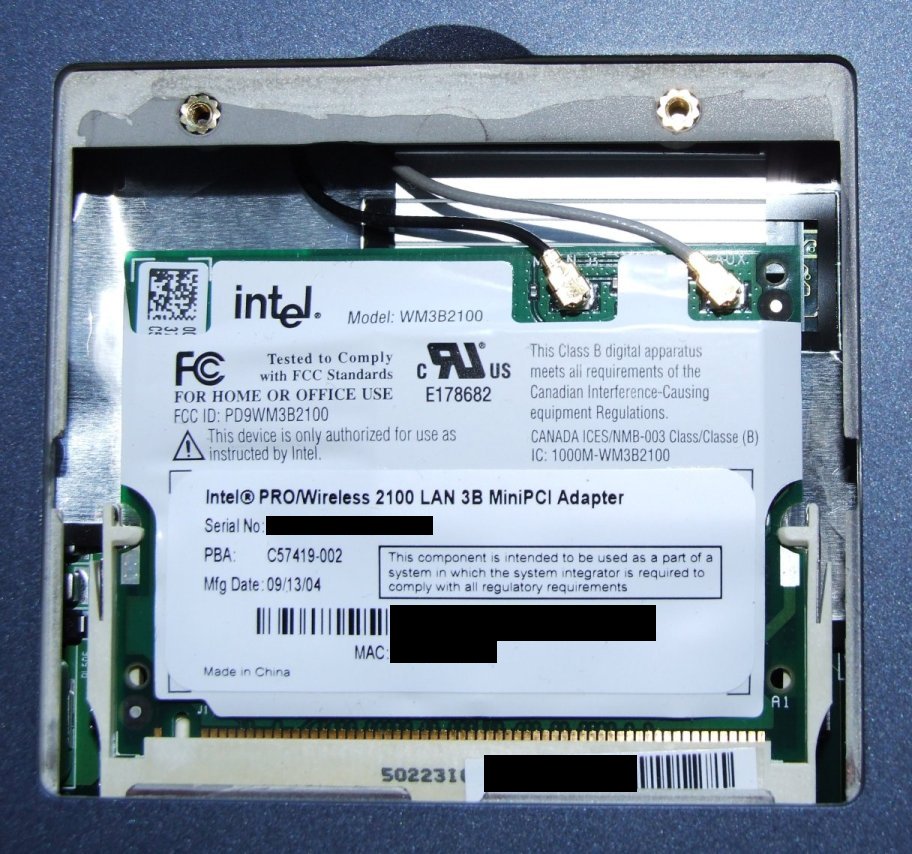 AUX
intel®
Model: WM3B2100
FC
Tested to Comply
with FCC Standards
FOR HOME OR OFFICE USE
FCC ID: PD9WM3B2100
This device is only authorized for use as
instructed by Intel.
C RU® US
E178682
This Class B digital apparatus
meets all requirements of the
Canadian Interference-Causing
equipment Regulations.
CANADA ICES/NMB-003 Class/Classe (B)
IC: 1000M-WM3B2100
Intel® PRO/Wireless 2100 LAN 3B MiniPCI Adapter
Serial No:
PBA: C57419-002
Mfg Date: 09/13/04
This component is intended to be used as a part of a
system in which the system integrator is required to
comply with all regulatory requirements
MAC:
Made in China
J1
A1